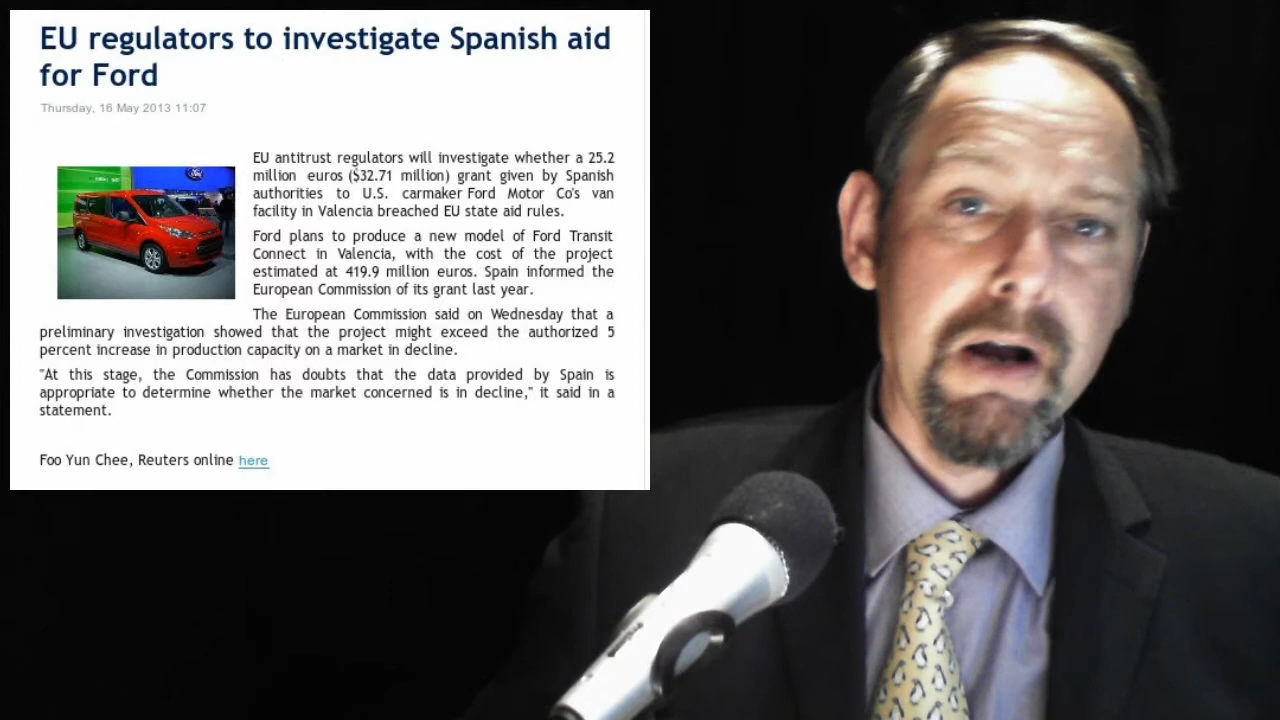 EU regulators to investigate Spanish aid
for Ford
Thursday, 16 May 2013 11:07
EU antitrust regulators will investigate whether a 25.2
million euros ($32.71 million) grant given by Spanish
authorities to U.S. carmaker Ford Motor Co's van
facility in Valencia breached EU state aid rules.
Ford plans to produce a new model of Ford Transit
Connect in Valencia, with the cost of the project
estimated at 419.9 million euros. Spain informed the
European Commission of its grant last year.
The European Commission said on Wednesday that a
preliminary investigation showed that the project might exceed the authorized 5
percent increase in production capacity on a market in decline.
"At this stage, the Commission has doubts that the data provided by Spain is
appropriate to determine whether the market concerned is in decline," it said in a
statement.
Foo Yun Chee, Reuters online here